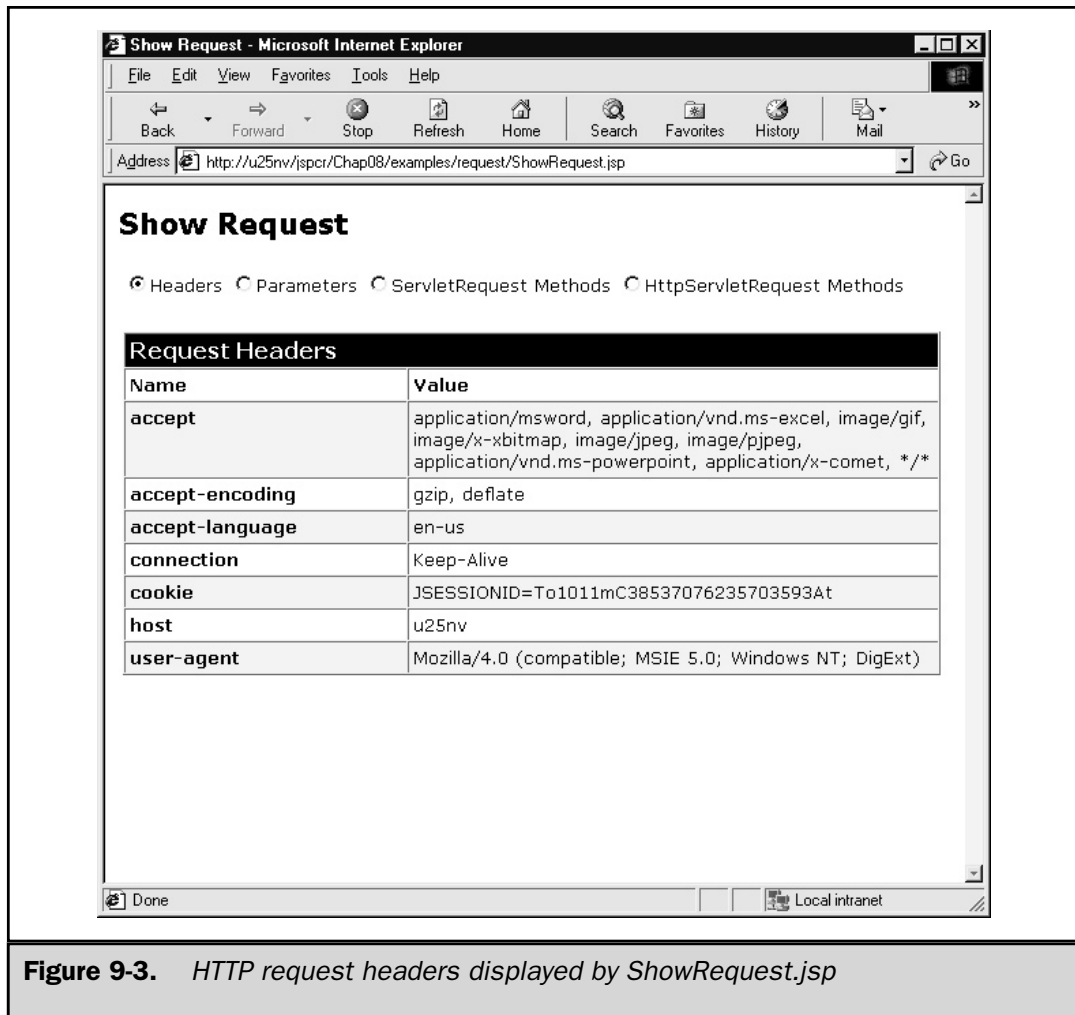 Show Request - Microsoft Internet Explorer
File Edit View Favorites Tools Help
Back Forward Stop Refresh Home Search Favorites History Mail »
Address http://u25nv/jspcr/Chap08/examples/request/ShowRequest.jsp Go
Show Request
Headers Parameters ServletRequest Methods HttpServletRequest Methods
Request Headers
Name Value
accept application/msword, application/vnd.ms-excel, image/gif,
image/x-xbitmap, image/jpeg, image/pjpeg,
application/vnd.ms-powerpoint, application/x-comet, */*
accept-encoding gzip, deflate
accept-language en-us
connection Keep-Alive
cookie JSESSIONID=To1011mC38537076235703593At
host u25nv
user-agent Mozilla/4.0 (compatible; MSIE 5.0; Windows NT; DigExt)
Done Local intranet
Figure 9-3. HTTP request headers displayed by ShowRequest.jsp